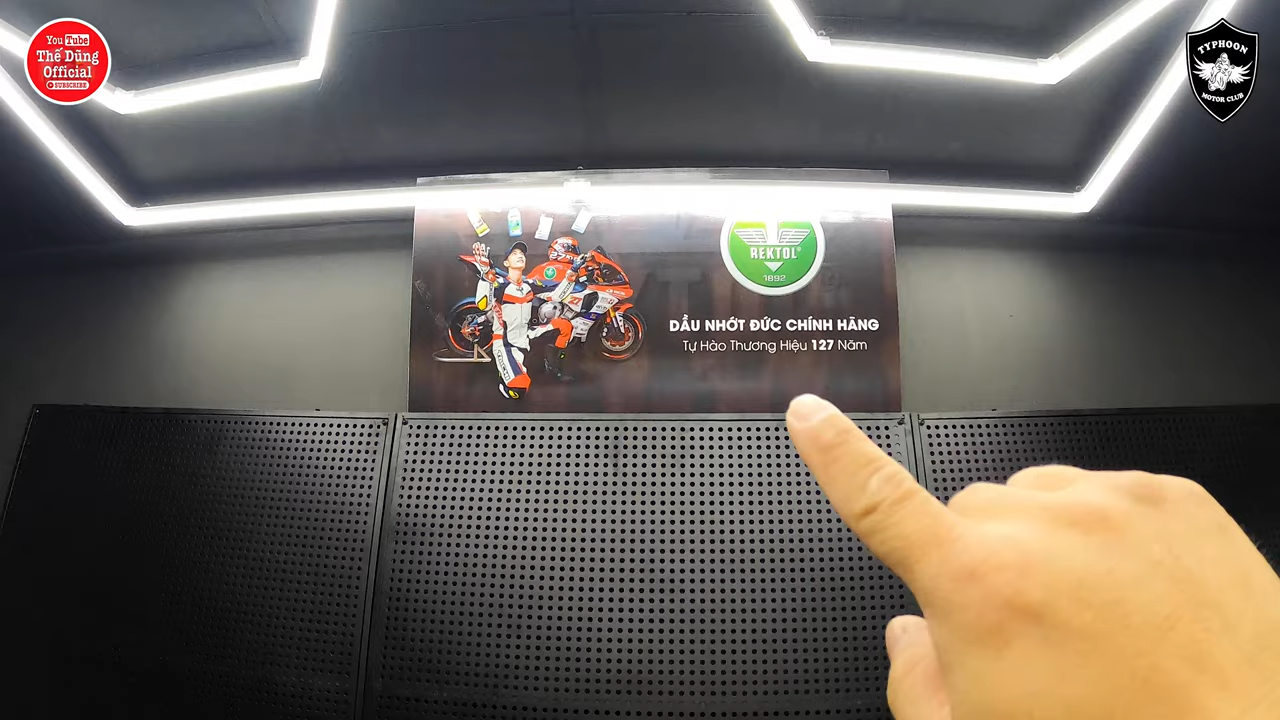 You Tube
Thế Dũng
Official
SUBSCRIBE
TYPHOON
MOTOR CLUB
REKTOL®
1892
DẦU NHỚT ĐỨC CHÍNH HÃNG
Tự Hào Thương Hiệu 127 Năm
27